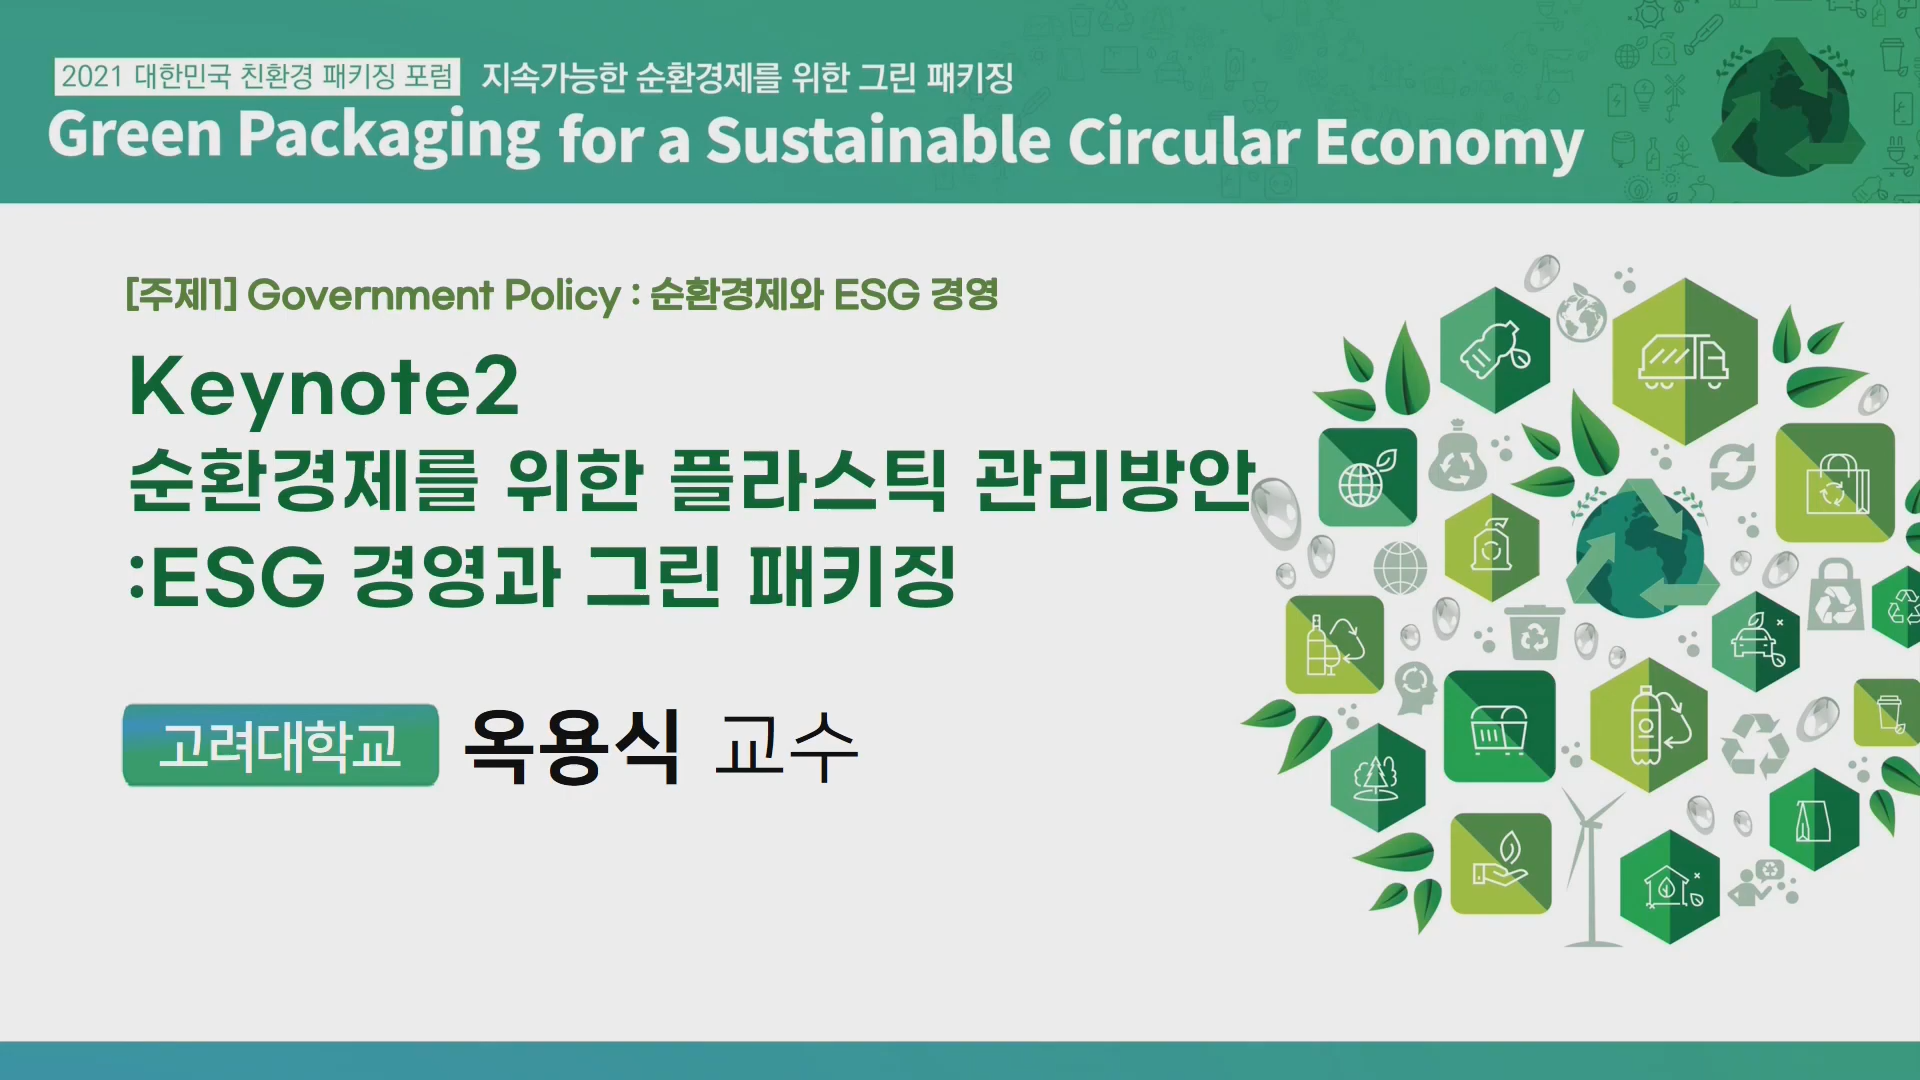 2021 대한민국 친환경 패키징 포럼 지속가능한 순환경제를 위한 그린 패키징
Green Packaging for a Sustainable Circular Economy
[주제1] Government Policy : 순환경제와 ESG 경영
Keynote2
순환경제를 위한 플라스틱 관리방안
:ESG 경영과 그린 패키징
고려대학교 옥용식 교수